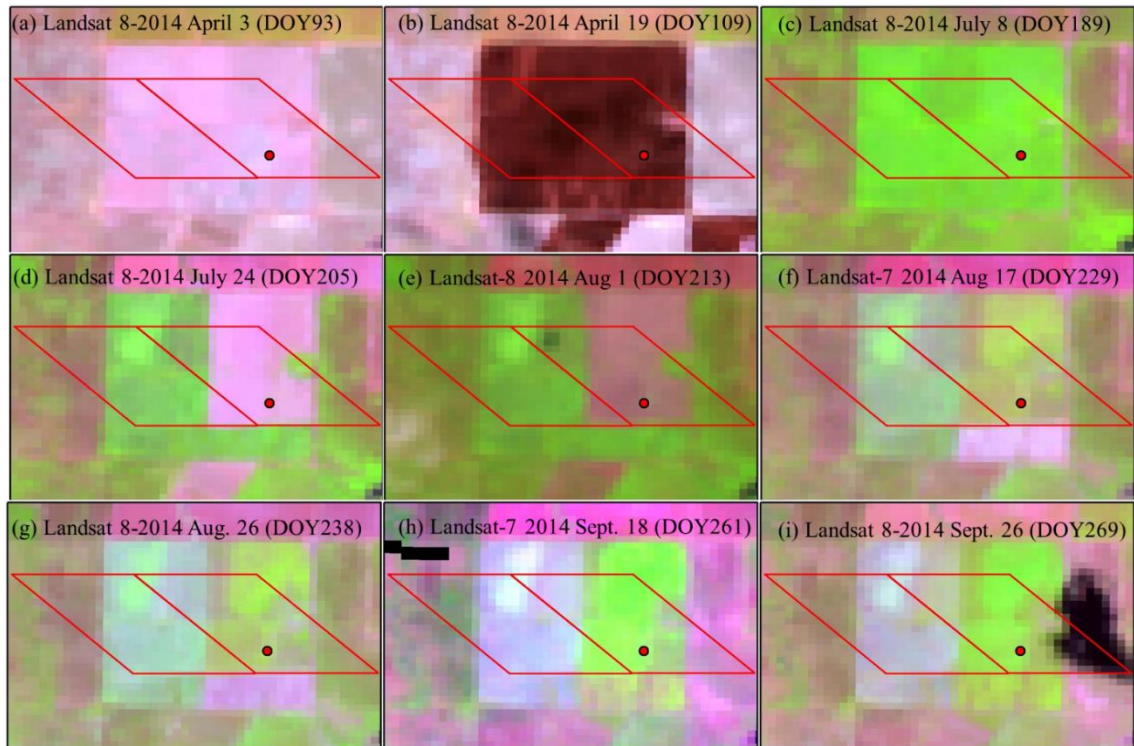 (a) Landsat 8-2014 April 3 (DOY93)
(b) Landsat 8-2014 April 19 (DOY109)
(c) Landsat 8-2014 July 8 (DOY189)
(d) Landsat 8-2014 July 24 (DOY205)
(e) Landsat-8 2014 Aug 1 (DOY213)
(f) Landsat-7 2014 Aug 17 (DOY229)
(g) Landsat 8-2014 Aug. 26 (DOY238)
(h) Landsat-7 2014 Sept. 18 (DOY261)
(i) Landsat 8-2014 Sept. 26 (DOY269)